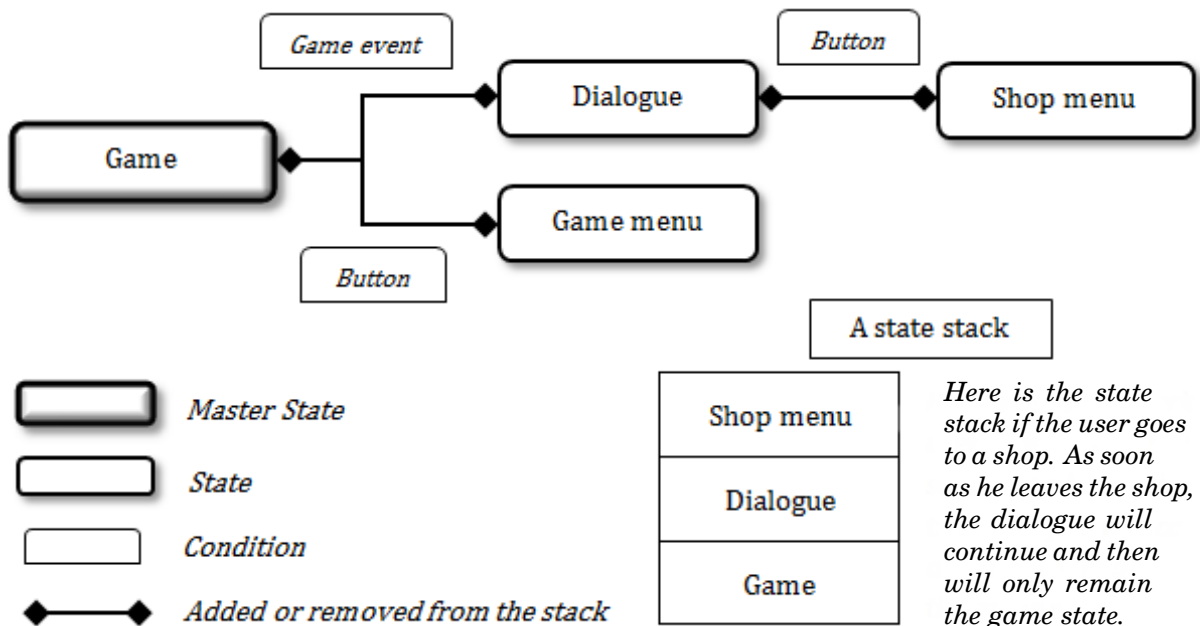 Game event
Button
Dialogue
Shop menu
Game
Game menu
Button
A state stack
Master State
State
Condition
Added or removed from the stack
Shop menu
Dialogue
Game
Here is the state
stack if the user goes
to a shop. As soon
as he leaves the shop,
the dialogue will
continue and then
will only remain
the game state.